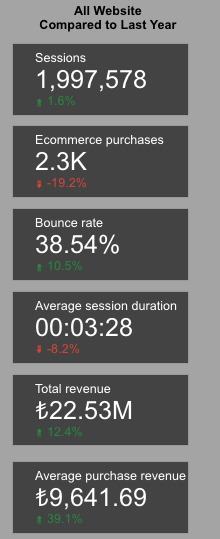 All Website
Compared to Last Year
Sessions
1,997,578
1.6%
Ecommerce purchases
2.3K
-19.2%
Bounce rate
38.54%
10.5%
Average session duration
00:03:28
-8.2%
Total revenue
₺22.53M
12.4%
Average purchase revenue
₺9,641.69
39.1%